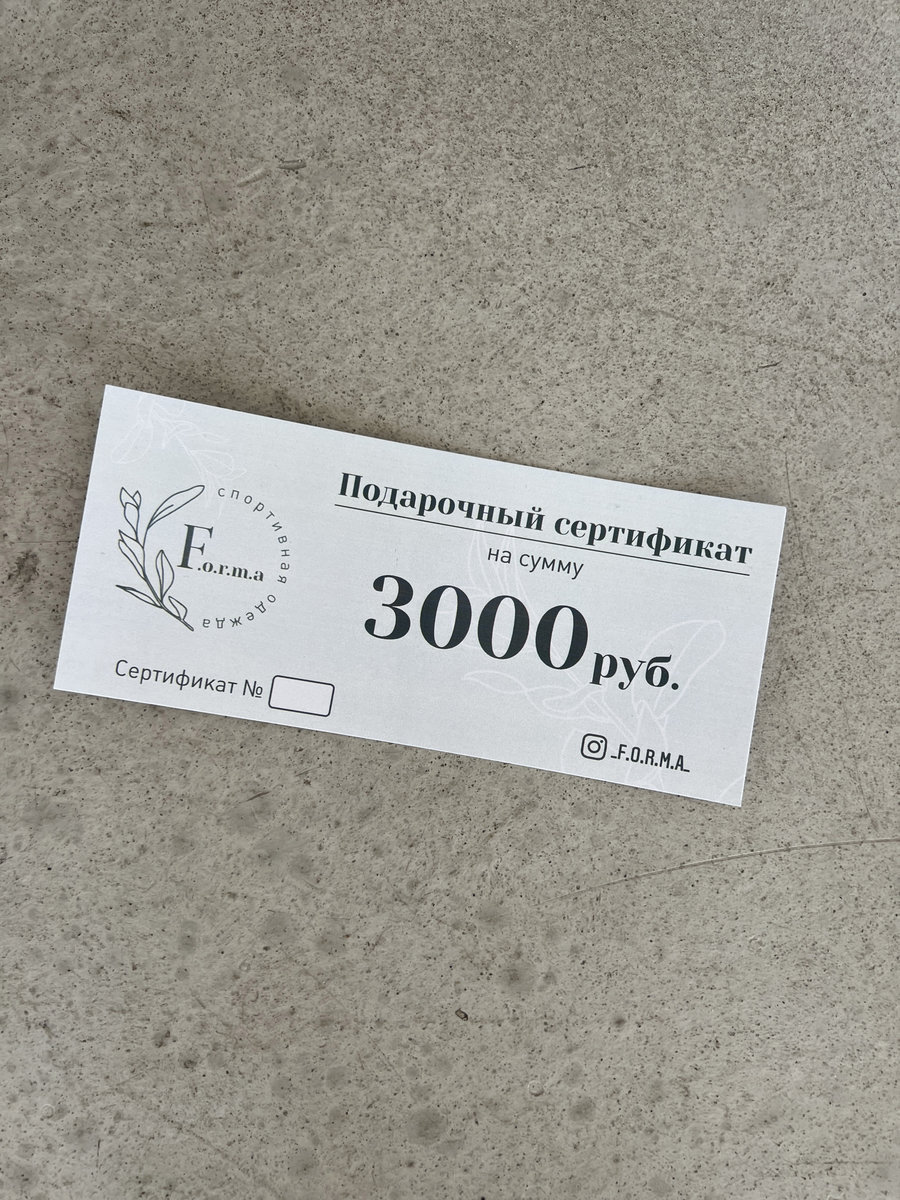 спортивная одежда
F.o.r.m.a
Сертификат №
Подарочный сертификат
на сумму
3000 руб.
_F.O.R.M.A_